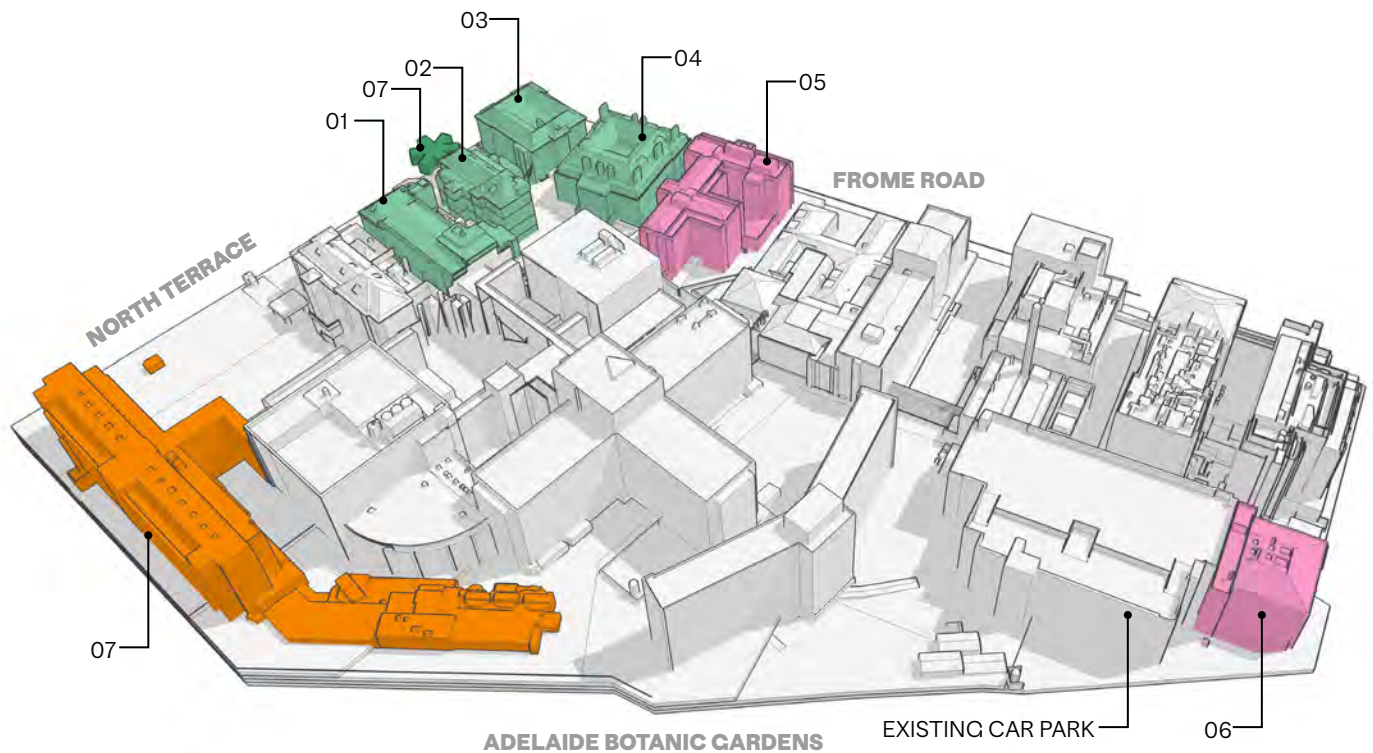 03
02
04
07
05
01
FROME ROAD
NORTH TERRACE
07
EXISTING CAR PARK
06
ADELAIDE BOTANIC GARDENS